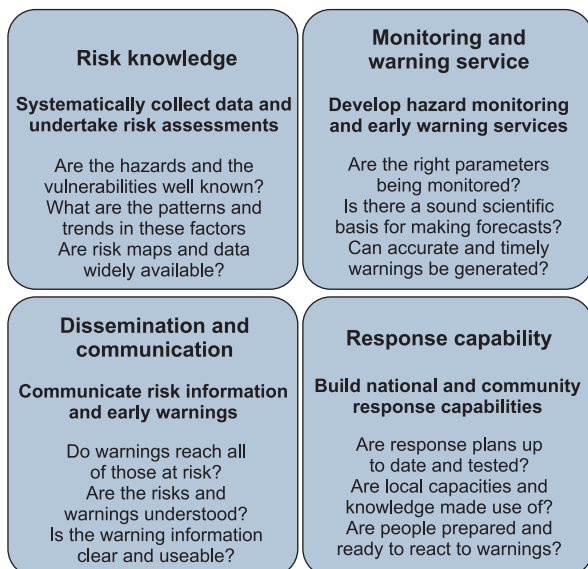 Risk knowledge
Systematically collect data and
undertake risk assessments
Are the hazards and the
vulnerabilities well known?
What are the patterns and
trends in these factors
Are risk maps and data
widely available?
Monitoring and
warning service
Develop hazard monitoring
and early warning services
Are the right parameters
being monitored?
Is there a sound scientific
basis for making forecasts?
Can accurate and timely
warnings be generated?
Dissemination and
communication
Communicate risk information
and early warnings
Do warnings reach all
of those at risk?
Are the risks and
warnings understood?
Is the warning information
clear and useable?
Response capability
Build national and community
response capabilities
Are response plans up
to date and tested?
Are local capacities and
knowledge made use of?
Are people prepared and
ready to react to warnings?